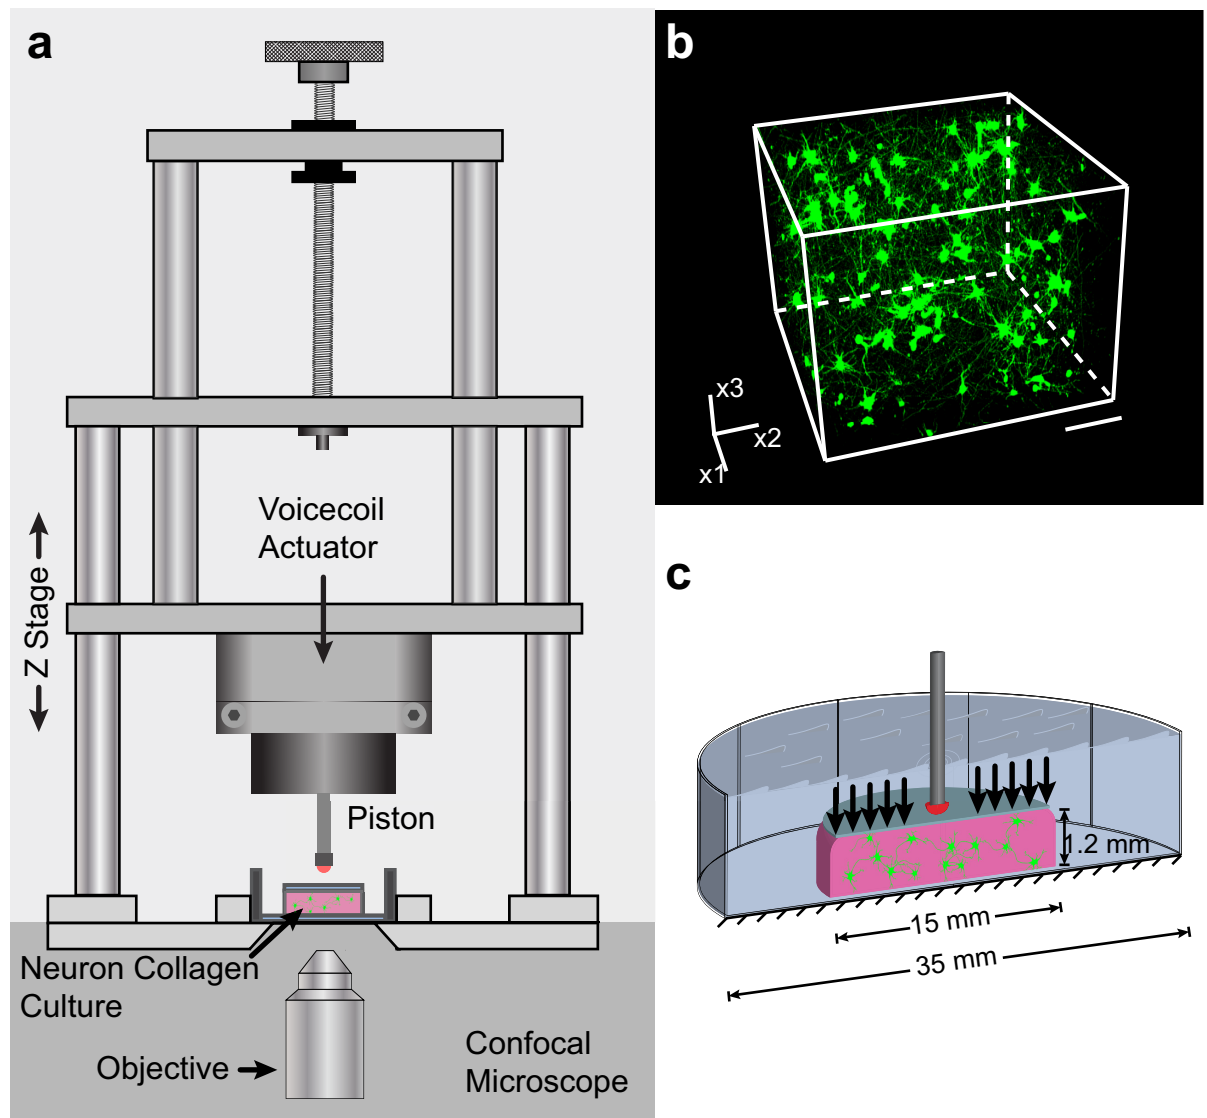 a
Voicecoil
Actuator
Z Stage
Piston
Neuron Collagen
Culture
Objective
Confocal
Microscope
b
x3
x2
x1
c
1.2 mm
15 mm
35 mm